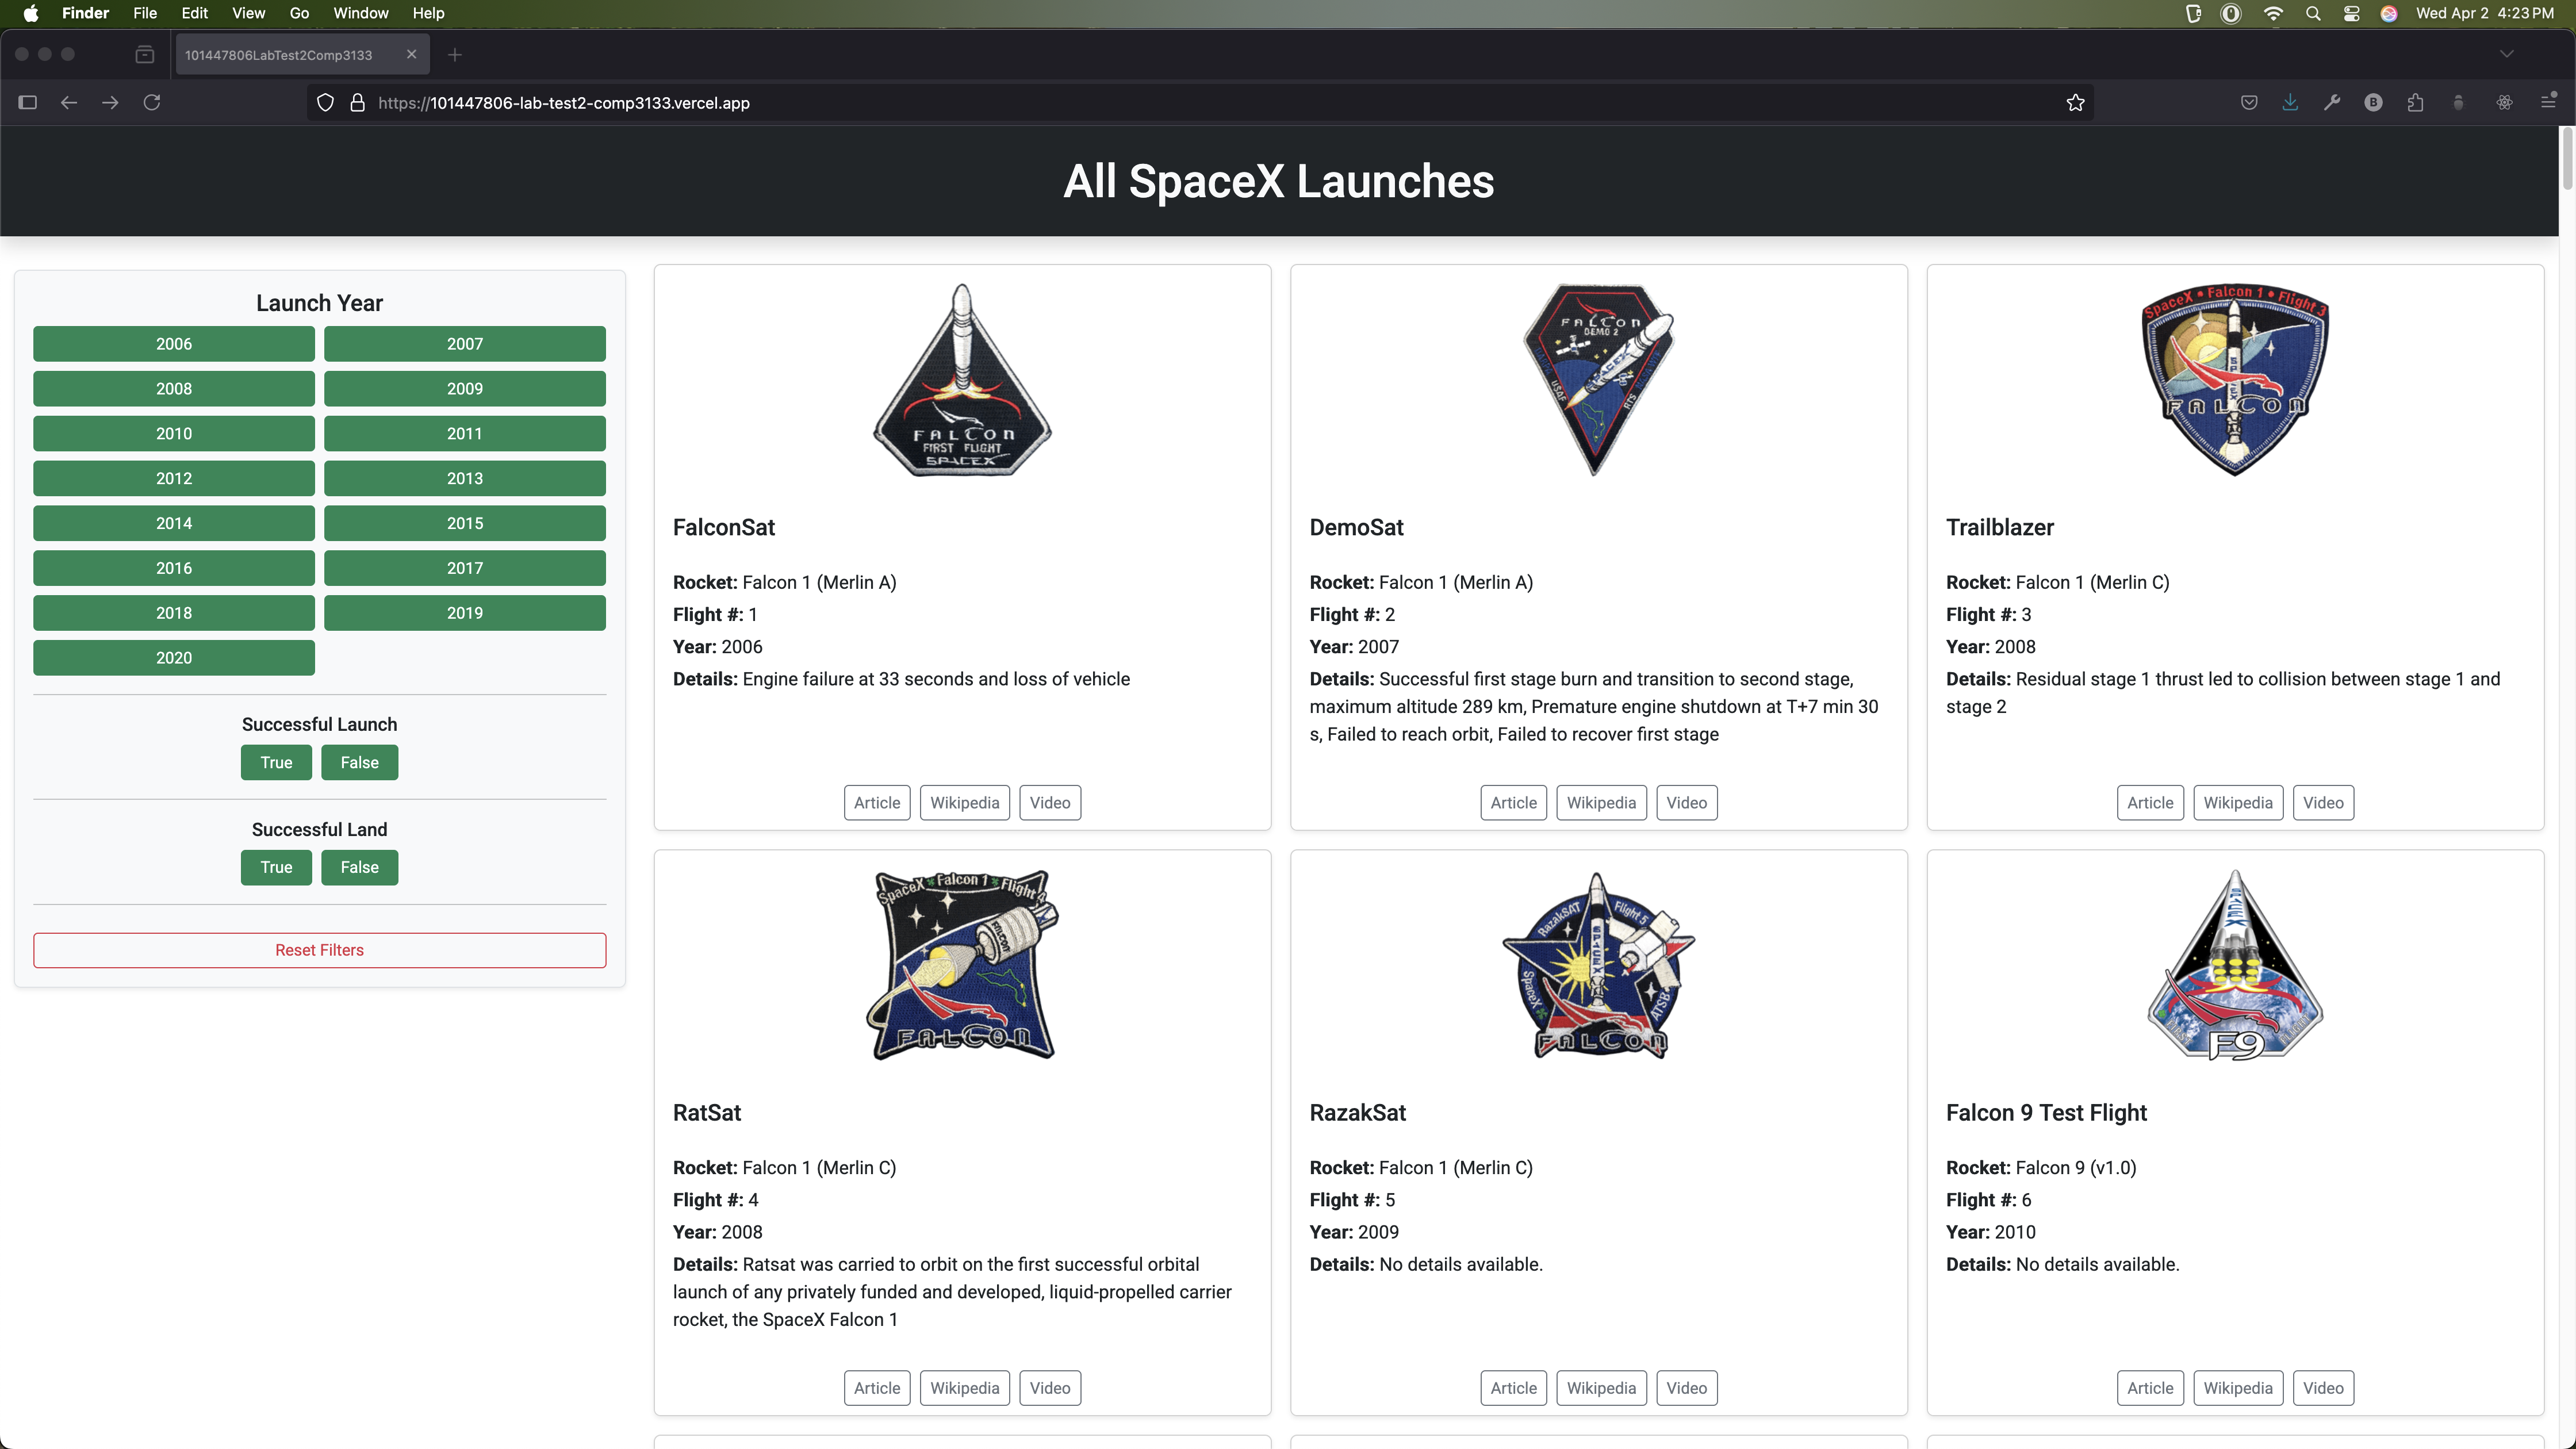 Finder File Edit View Go Window Help
Wed Apr 2 4:23 PM
101447806LabTest2Comp3133
https://101447806-lab-test2-comp3133.vercel.app
All SpaceX Launches
Launch Year
2006 2007
2008 2009
2010 2011
2012 2013
2014 2015
2016 2017
2018 2019
2020
Successful Launch
True False
Successful Land
True False
Reset Filters
FALCON
FIRST FLIGHT
SPACEX
FalconSat
Rocket: Falcon 1 (Merlin A)
Flight #: 1
Year: 2006
Details: Engine failure at 33 seconds and loss of vehicle
Article Wikipedia Video
FALCON
DEMO 2
SPACEX
USAF
RTS
DemoSat
Rocket: Falcon 1 (Merlin A)
Flight #: 2
Year: 2007
Details: Successful first stage burn and transition to second stage,
maximum altitude 289 km, Premature engine shutdown at T+7 min 30
s, Failed to reach orbit, Failed to recover first stage
Article Wikipedia Video
SpaceX • Falcon 1 • Flight 3
SPACEX
FALCON
Trailblazer
Rocket: Falcon 1 (Merlin C)
Flight #: 3
Year: 2008
Details: Residual stage 1 thrust led to collision between stage 1 and
stage 2
Article Wikipedia Video
SpaceX Falcon 1 Flight 4
FALCON
FALCON
RatSat
Rocket: Falcon 1 (Merlin C)
Flight #: 4
Year: 2008
Details: Ratsat was carried to orbit on the first successful orbital
launch of any privately funded and developed, liquid-propelled carrier
rocket, the SpaceX Falcon 1
Article Wikipedia Video
RazakSAT Flight 5
SPACEX
SpaceX
ATSB
FALCON
RazakSat
Rocket: Falcon 1 (Merlin C)
Flight #: 5
Year: 2009
Details: No details available.
Article Wikipedia Video
SPACEX
F9
Falcon 9 Test Flight
Rocket: Falcon 9 (v1.0)
Flight #: 6
Year: 2010
Details: No details available.
Article Wikipedia Video